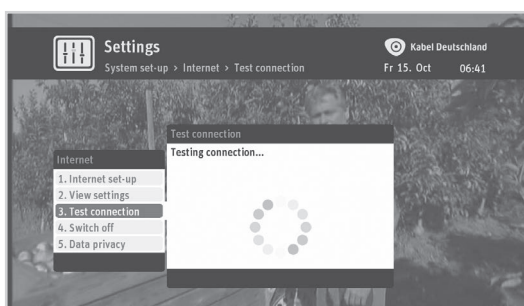 Settings
Kabel Deutschland
System set-up > Internet > Test connection
Fr 15. Oct 06:41
Internet
1. Internet set-up
2. View settings
3. Test connection
4. Switch off
5. Data privacy
Test connection
Testing connection...